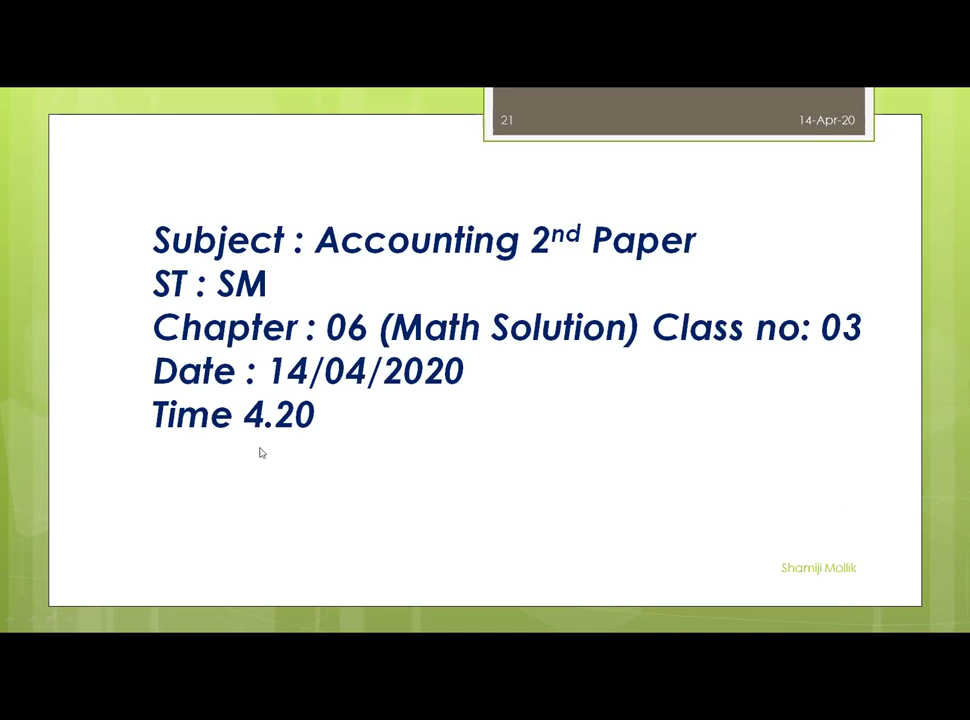 21 14-Apr-20
Subject : Accounting 2nd Paper
ST : SM
Chapter : 06 (Math Solution) Class no: 03
Date : 14/04/2020
Time 4.20
Shamiji Mollik